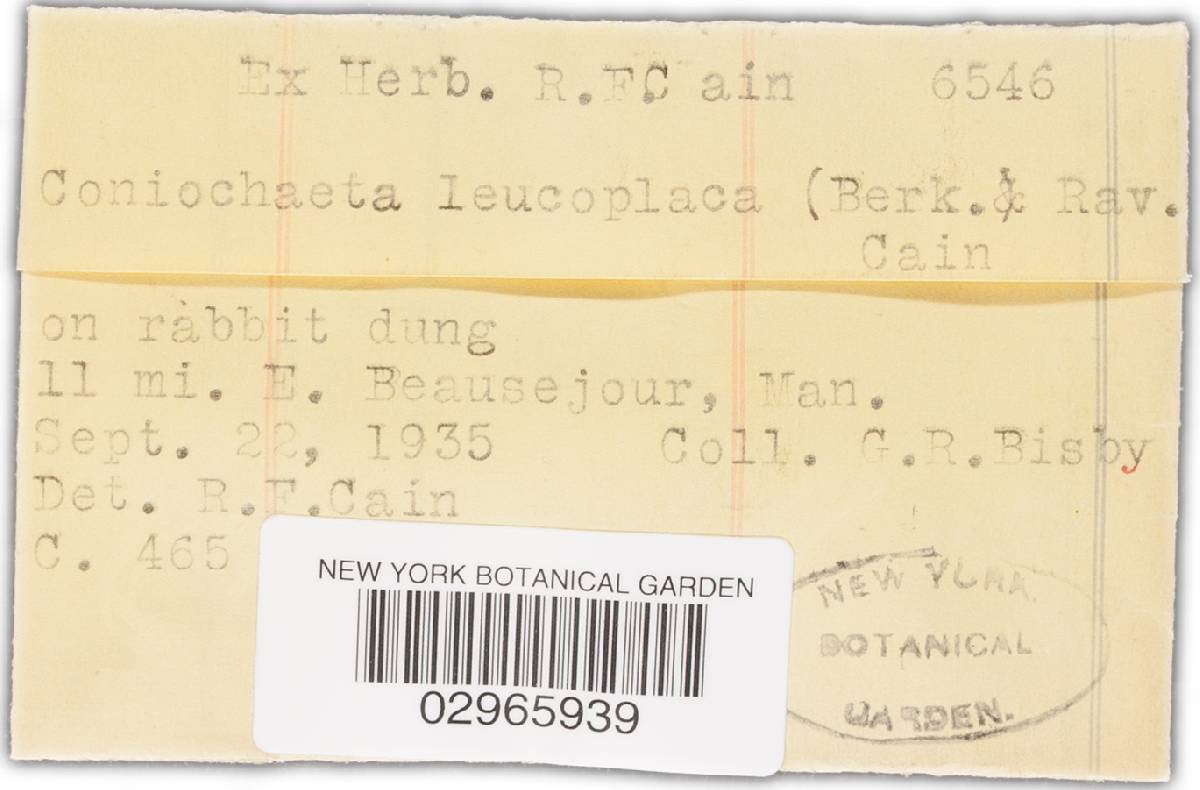 Ex Herb. R.F.Cain 6546
Coniochaeta leucoplaca (Berk.& Rav.
Cain
on rabbit dung
11 mi. E. Beausejour, Man.
Sept. 22, 1935 Coll. G.R.Bisby
Det. R.F.Cain
C. 465
NEW YORK BOTANICAL GARDEN
02965939
NEW YORK
BOTANICAL
GARDEN.